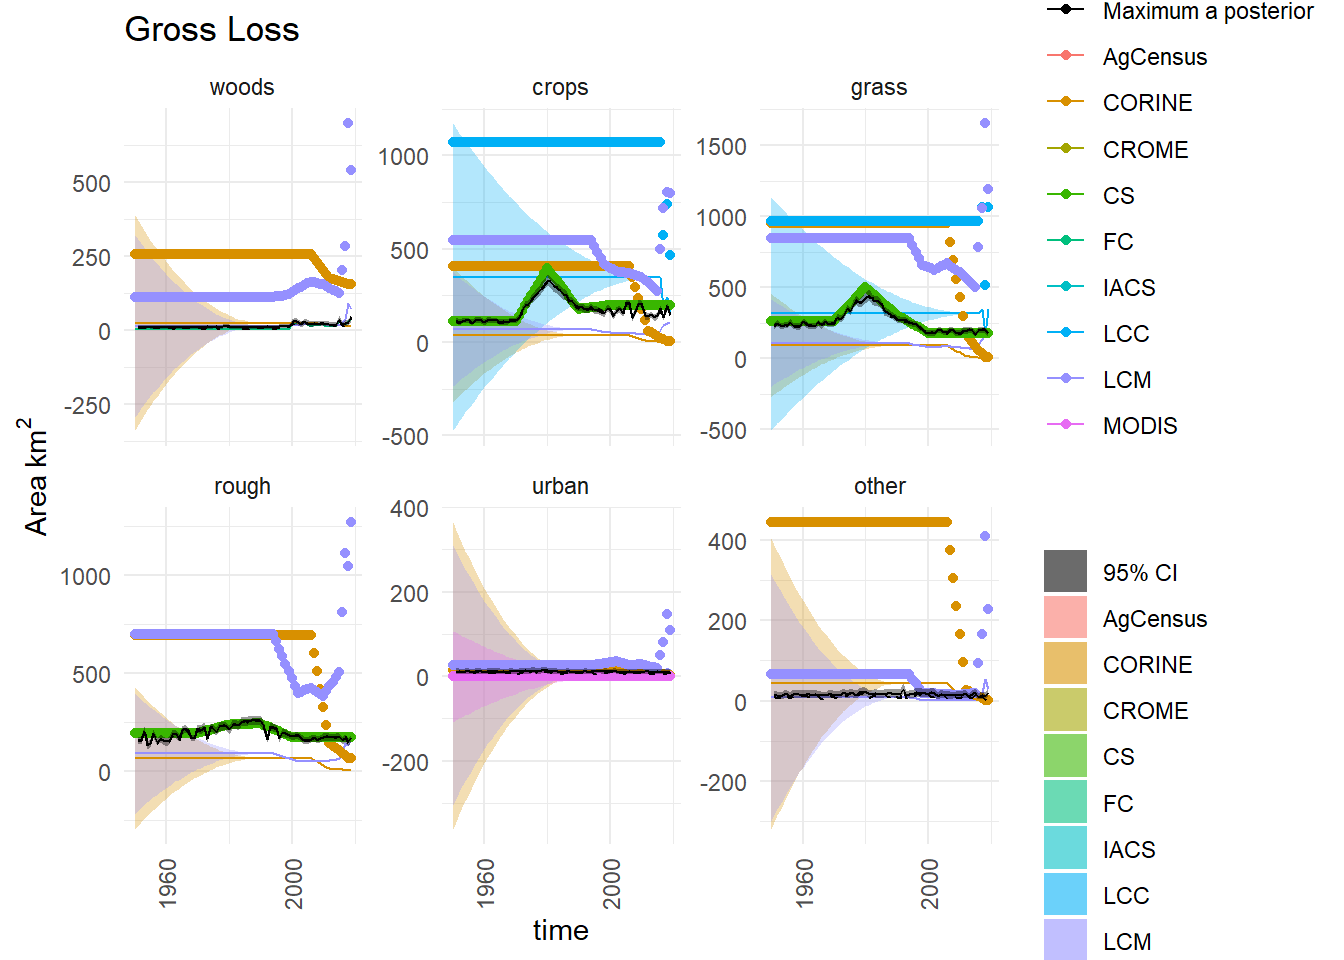 Gross Loss
woods
crops
grass
500
250
0
-250
1000
500
0
-500
1500
1000
500
0
-500
rough
urban
other
1000
500
0
400
200
0
-200
400
200
0
-200
1960
2000
1960
2000
1960
2000
time
Area km2
Maximum a posterior
AgCensus
CORINE
CROME
CS
FC
IACS
LCC
LCM
MODIS
95% CI
AgCensus
CORINE
CROME
CS
FC
IACS
LCC
LCM